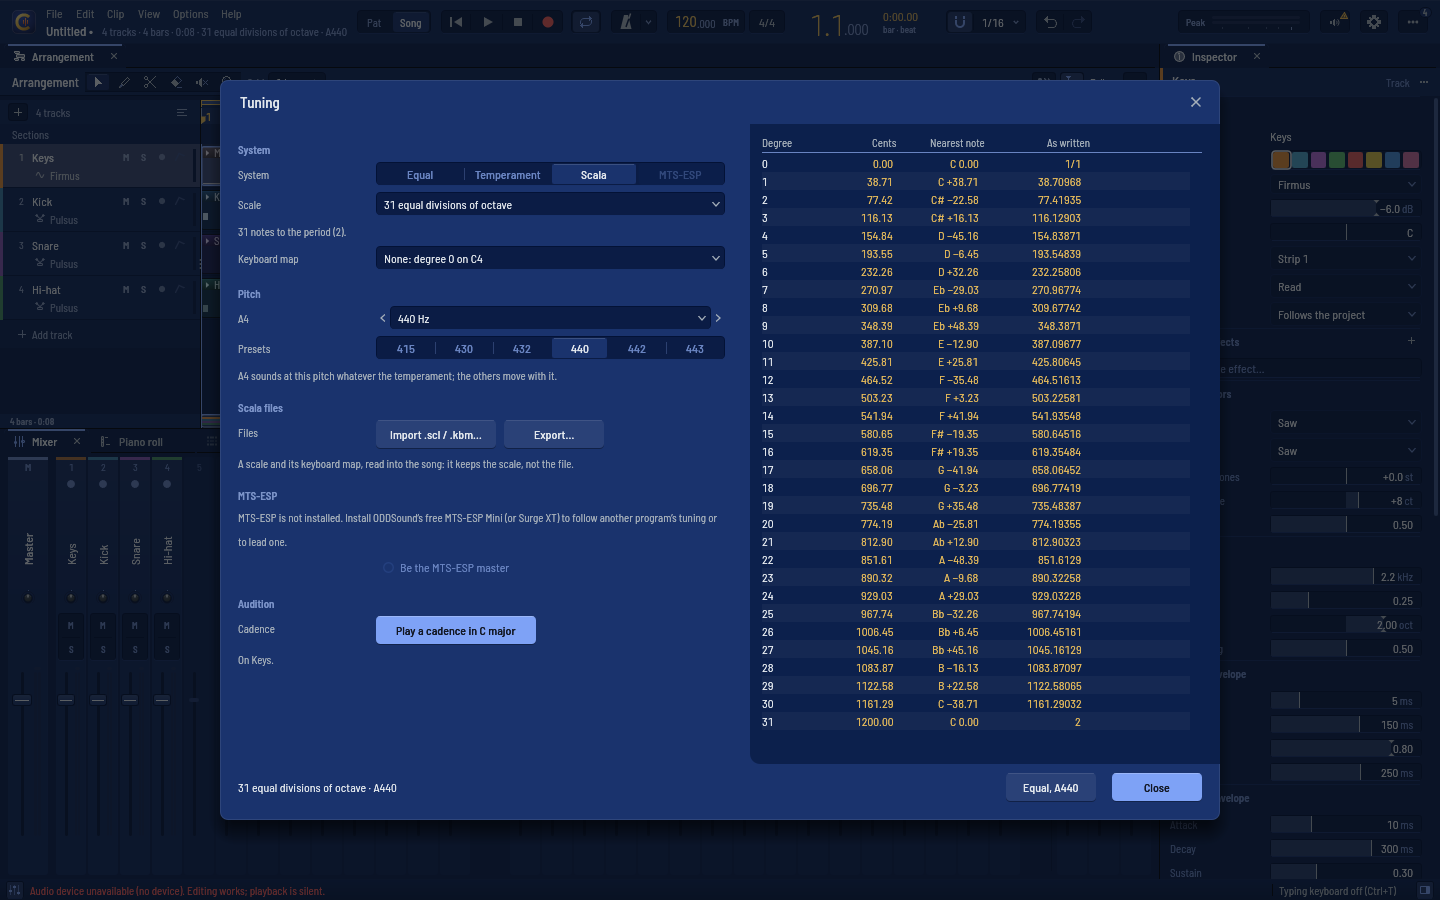 File Edit Clip View Options Help
Untitled • 4 tracks · 4 bars · 0:08 · 31 equal divisions of octave · A440
Pat Song
120.000 BPM 4/4
1.1.000
0:00.00
bar · beat
1/16
Peak
4
Arrangement
Inspector
Arrangement
Track
4 tracks
1
Sections
1 Keys M S
Firmus
2 Kick M S
Pulsus
3 Snare M S
Pulsus
4 Hi-hat M S
Pulsus
Add track
4 bars · 0:08
Mixer
Piano roll
M 1 2 3 4 5
Master Keys Kick Snare Hi-hat
M M M M
S S S S
Tuning
System
System Equal Temperament Scala MTS-ESP
Scale 31 equal divisions of octave
31 notes to the period (2).
Keyboard map None: degree 0 on C4
Pitch
A4 440 Hz
Presets 415 430 432 440 442 443
A4 sounds at this pitch whatever the temperament; the others move with it.
Scala files
Files Import .scl / .kbm... Export...
A scale and its keyboard map, read into the song: it keeps the scale, not the file.
MTS-ESP
MTS-ESP is not installed. Install ODDSound's free MTS-ESP Mini (or Surge XT) to follow another program's tuning or
to lead one.
Be the MTS-ESP master
Audition
Cadence Play a cadence in C major
On Keys.
Degree Cents Nearest note As written
0 0.00 C 0.00 1/1
1 38.71 C +38.71 38.70968
2 77.42 C# −22.58 77.41935
3 116.13 C# +16.13 116.12903
4 154.84 D −45.16 154.83871
5 193.55 D −6.45 193.54839
6 232.26 D +32.26 232.25806
7 270.97 Eb −29.03 270.96774
8 309.68 Eb +9.68 309.67742
9 348.39 Eb +48.39 348.3871
10 387.10 E −12.90 387.09677
11 425.81 E +25.81 425.80645
12 464.52 F −35.48 464.51613
13 503.23 F +3.23 503.22581
14 541.94 F +41.94 541.93548
15 580.65 F# −19.35 580.64516
16 619.35 F# +19.35 619.35484
17 658.06 G −41.94 658.06452
18 696.77 G −3.23 696.77419
19 735.48 G +35.48 735.48387
20 774.19 Ab −25.81 774.19355
21 812.90 Ab +12.90 812.90323
22 851.61 A −48.39 851.6129
23 890.32 A −9.68 890.32258
24 929.03 A +29.03 929.03226
25 967.74 Bb −32.26 967.74194
26 1006.45 Bb +6.45 1006.45161
27 1045.16 Bb +45.16 1045.16129
28 1083.87 B −16.13 1083.87097
29 1122.58 B +22.58 1122.58065
30 1161.29 C −38.71 1161.29032
31 1200.00 C 0.00 2
31 equal divisions of octave · A440
Equal, A440 Close
Keys
Firmus
−6.0 dB
C
Strip 1
Read
Follows the project
ects
e effect...
Saw
Saw
ones +0.0 st
+8 ct
0.50
2.2 kHz
0.25
2.00 oct
0.50
velope
5 ms
150 ms
0.80
250 ms
velope
Attack 10 ms
Decay 300 ms
Sustain 0.30
Audio device unavailable (no device). Editing works; playback is silent.
Typing keyboard off (Ctrl+T)